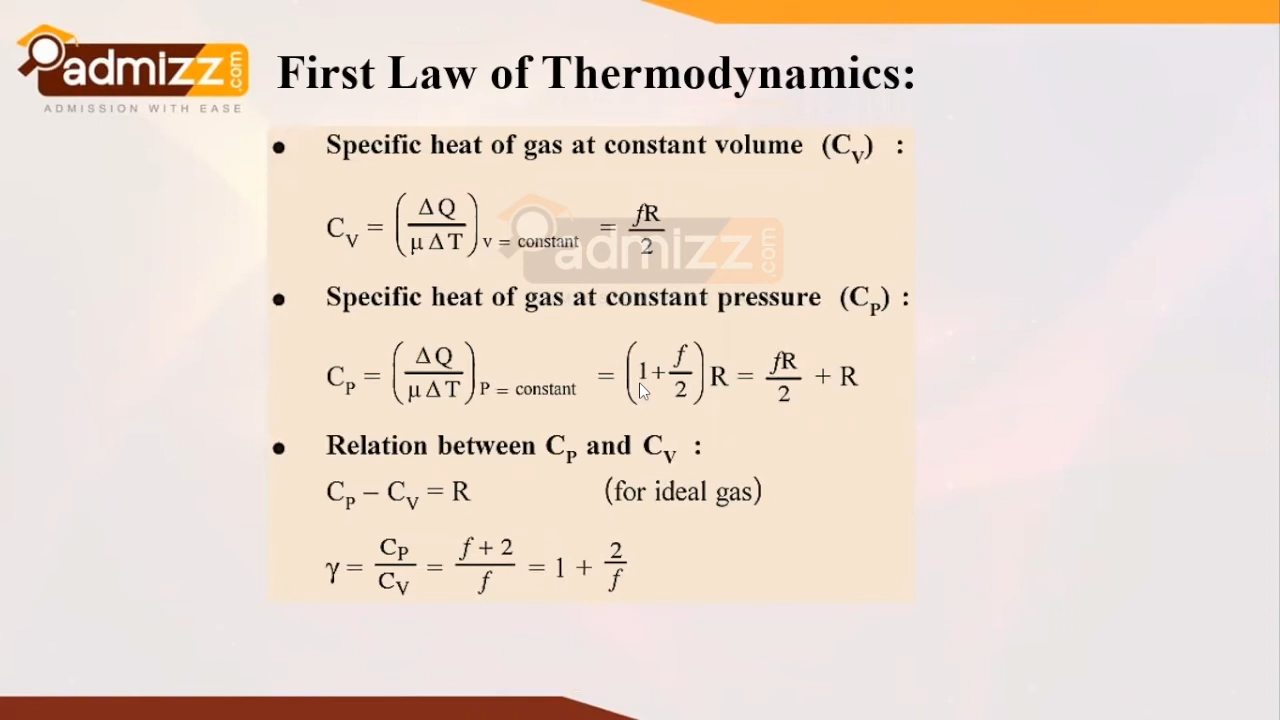 admizz.com
ADMISSION WITH EASE
First Law of Thermodynamics:
• Specific heat of gas at constant volume (C_V) :
C_V = (ΔQ / μΔT)_V = constant = fR / 2
admizz.com
• Specific heat of gas at constant pressure (C_P) :
C_P = (ΔQ / μΔT)_P = constant = (1 + f / 2) R = fR / 2 + R
• Relation between C_P and C_V :
C_P – C_V = R (for ideal gas)
γ = C_P / C_V = f + 2 / f = 1 + 2 / f